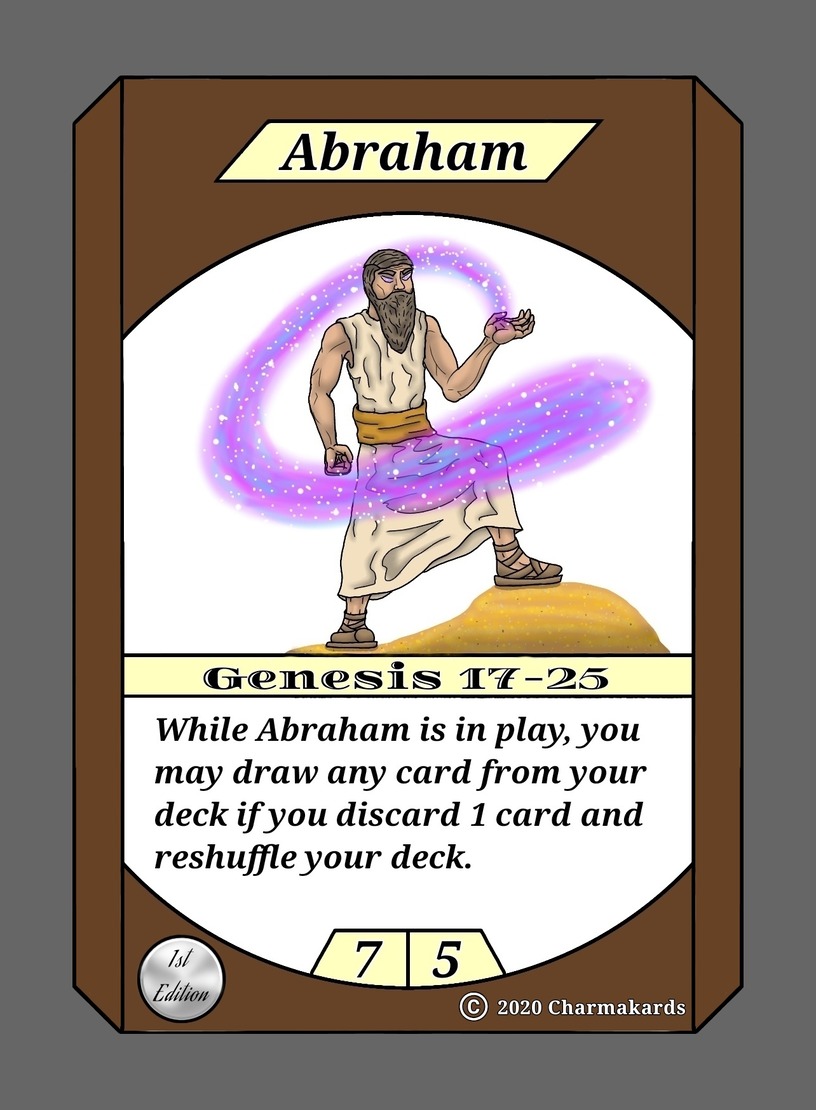 Abraham
Genesis 17-25
While Abraham is in play, you
may draw any card from your
deck if you discard 1 card and
reshuffle your deck.
7 5
1st
Edition
© 2020 Charmakards